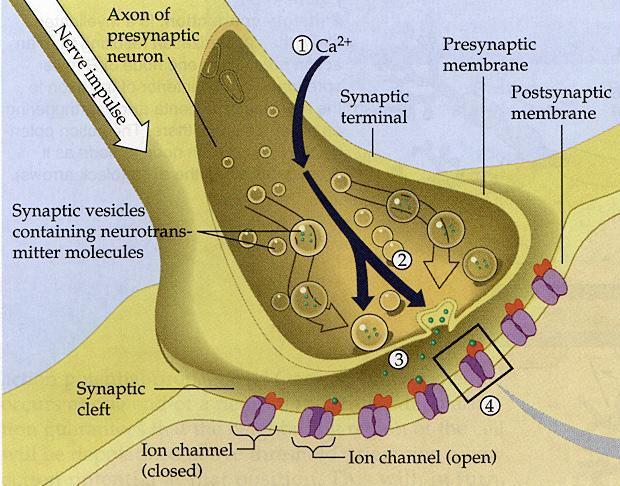 Axon of
presynaptic
neuron
Nerve impulse
① Ca²⁺
Synaptic
terminal
Presynaptic
membrane
Postsynaptic
membrane
Synaptic vesicles
containing neurotrans-
mitter molecules
②
③
④
Synaptic
cleft
Ion channel
(closed)
Ion channel (open)